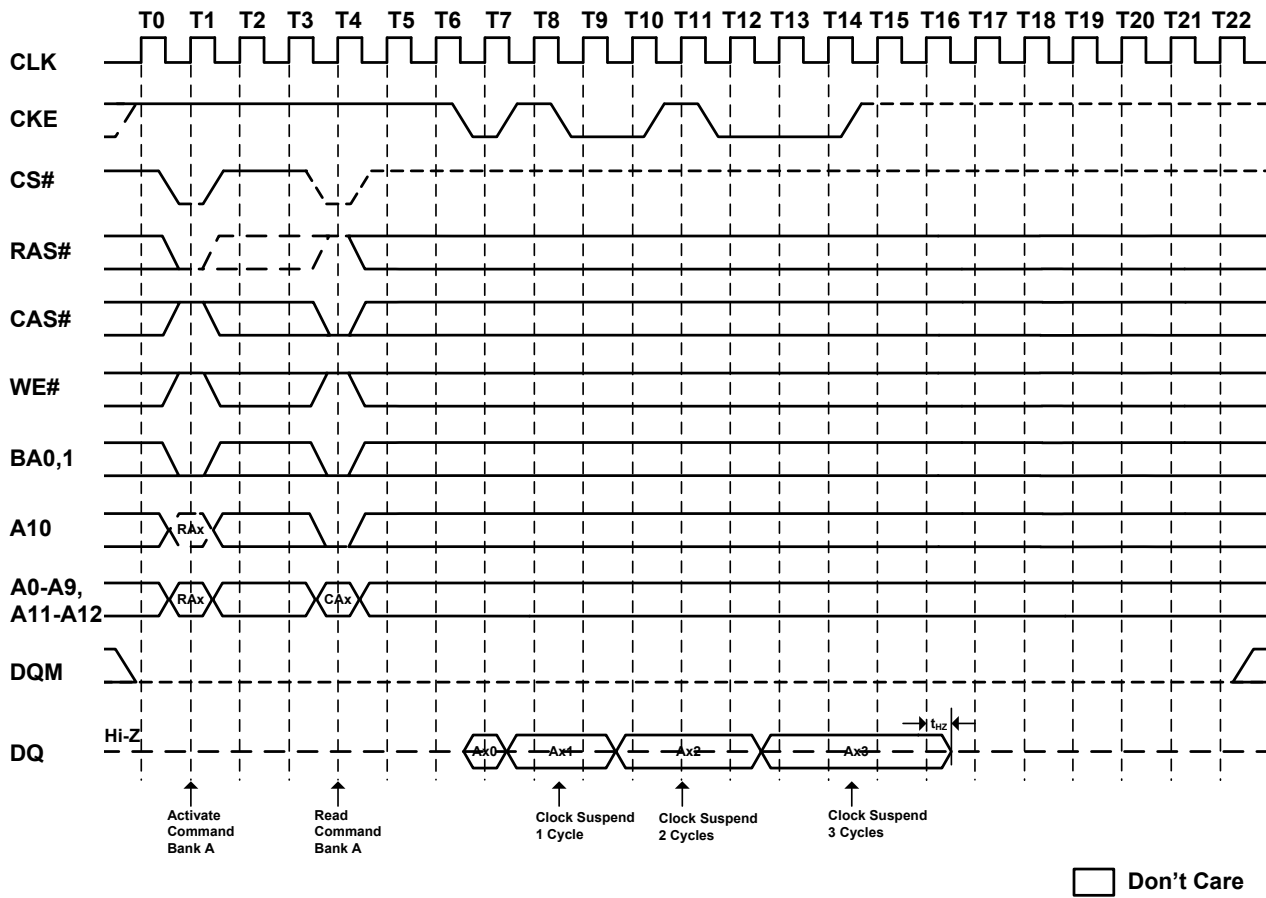 T0 T1 T2 T3 T4 T5 T6 T7 T8 T9 T10 T11 T12 T13 T14 T15 T16 T17 T18 T19 T20 T21 T22
CLK
CKE
CS#
RAS#
CAS#
WE#
BA0,1
A10
RAx
A0-A9,
A11-A12
RAx
CAx
DQM
DQ
Hi-Z
Ax0
Ax1
Ax2
Ax3
tHZ
Activate
Command
Bank A
Read
Command
Bank A
Clock Suspend
1 Cycle
Clock Suspend
2 Cycles
Clock Suspend
3 Cycles
Don't Care